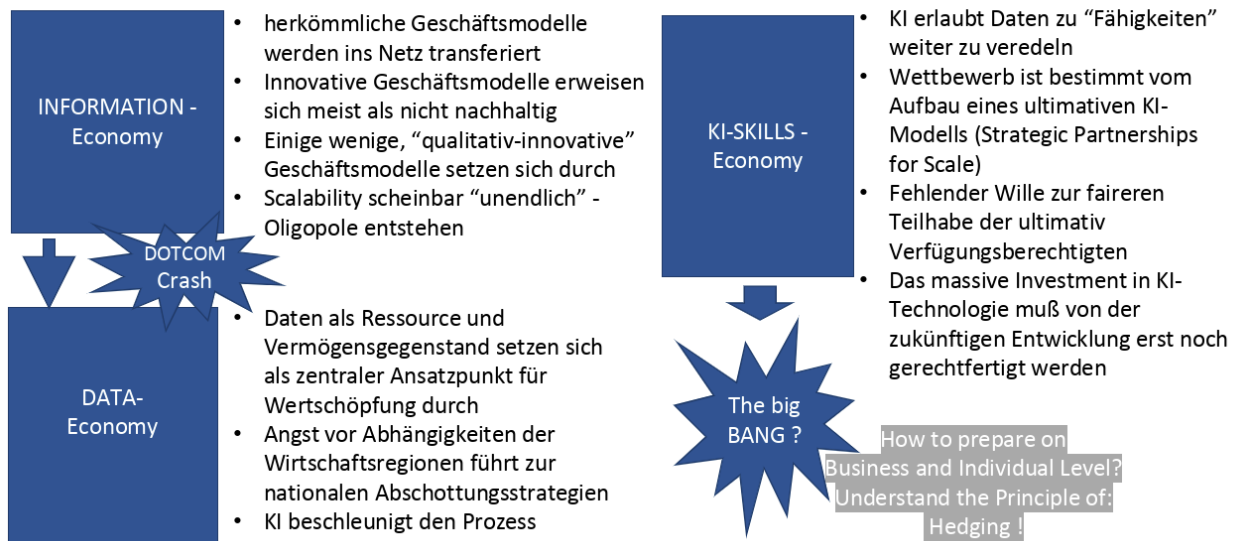 INFORMATION -
Economy
• herkömmliche Geschäftsmodelle
werden ins Netz transferiert
• Innovative Geschäftsmodelle erweisen
sich meist als nicht nachhaltig
• Einige wenige, “qualitativ-innovative”
Geschäftsmodelle setzen sich durch
• Scalability scheinbar “unendlich” -
Oligopole entstehen
DOTCOM
Crash
DATA-
Economy
• Daten als Ressource und
Vermögensgegenstand setzen sich
als zentraler Ansatzpunkt für
Wertschöpfung durch
• Angst vor Abhängigkeiten der
Wirtschaftsregionen führt zur
nationalen Abschottungsstrategien
• KI beschleunigt den Prozess
KI-SKILLS -
Economy
• KI erlaubt Daten zu “Fähigkeiten”
weiter zu veredeln
• Wettbewerb ist bestimmt vom
Aufbau eines ultimativen KI-
Modells (Strategic Partnerships
for Scale)
• Fehlender Wille zur faireren
Teilhabe der ultimativ
Verfügungsberechtigten
• Das massive Investment in KI-
Technologie muß von der
zukünftigen Entwicklung erst noch
gerechtfertigt werden
The big
BANG ?
How to prepare on
Business and Individual Level?
Understand the Principle of:
Hedging !